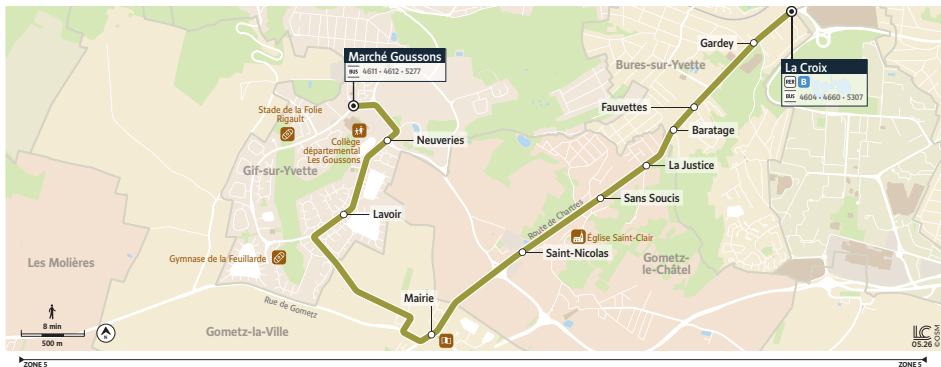 Gardey
Marché Goussons
BUS 4611 • 4612 • 5277
Bures-sur-Yvette
La Croix
RER B
BUS 4604 • 4660 • 5307
Stade de la Folie
Rigault
Fauvettes
Baratage
Collège
départemental
Les Goussons
Neuveries
La Justice
Gif-sur-Yvette
Sans Soucis
Lavoir
Route de Chartres
Église Saint-Clair
Saint-Nicolas
Gymnase de la Feuillarde
Les Molières
Gometz-
le-Châtel
Mairie
Rue de Gometz
8 min
500 m
N
Gometz-la-Ville
LC
05.26
©OSM
ZONE 5
ZONE 5